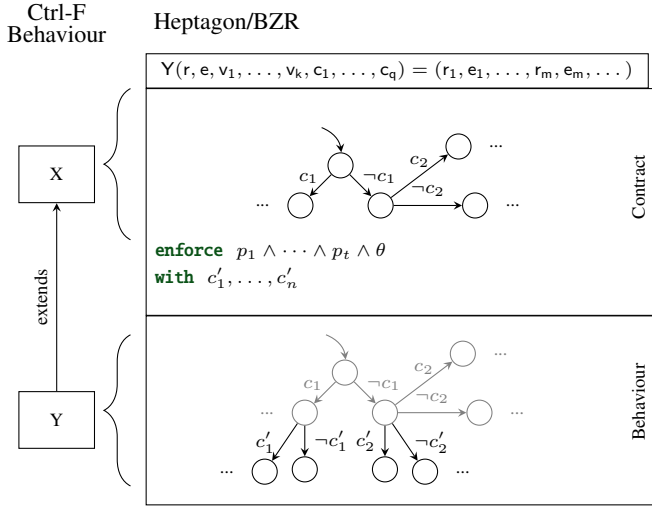 Ctrl-F
Behaviour
Heptagon/BZR
Y(r, e, v₁, . . . , vₖ, c₁, . . . , c_q) = (r₁, e₁, . . . , rₘ, eₘ, . . . )
X
extends
Y
c₁
¬c₁
c₂
¬c₂
...
...
...
Contract
enforce p₁ ∧ · · · ∧ pₜ ∧ θ
with c′₁, . . . , c′ₙ
c₁
¬c₁
c₂
¬c₂
...
...
...
c′₁
¬c′₁
c′₂
¬c′₂
...
...
Behaviour